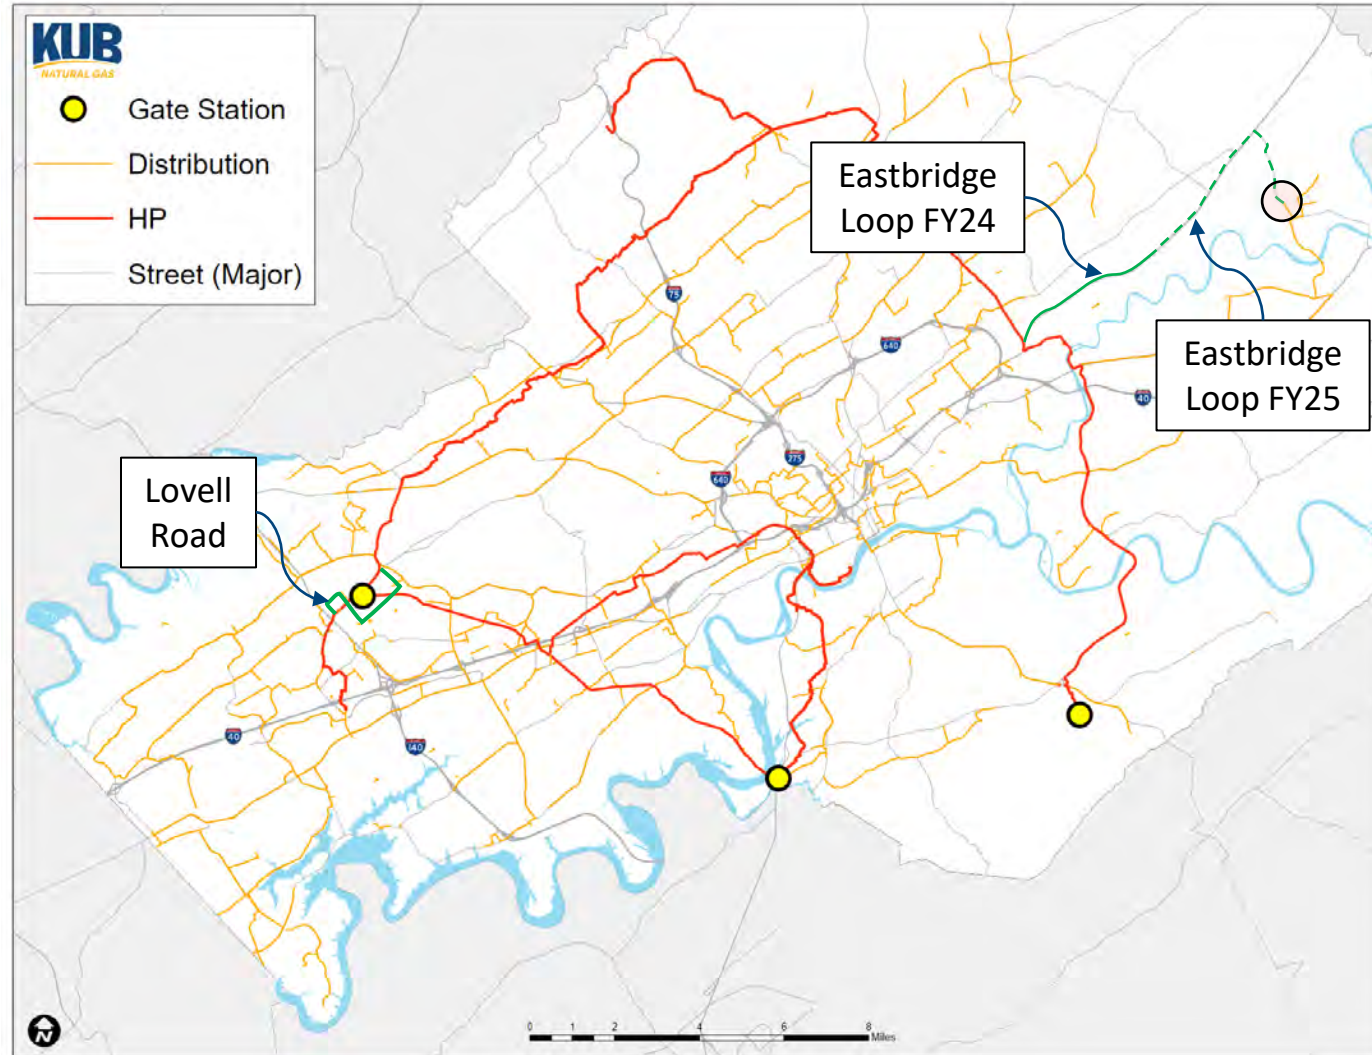 KUB
NATURAL GAS
Gate Station
Distribution
HP
Street (Major)
Eastbridge
Loop FY24
Eastbridge
Loop FY25
Lovell
Road
75
640
40
275
640
40
140
N
0 1 2 4 6 8
Miles